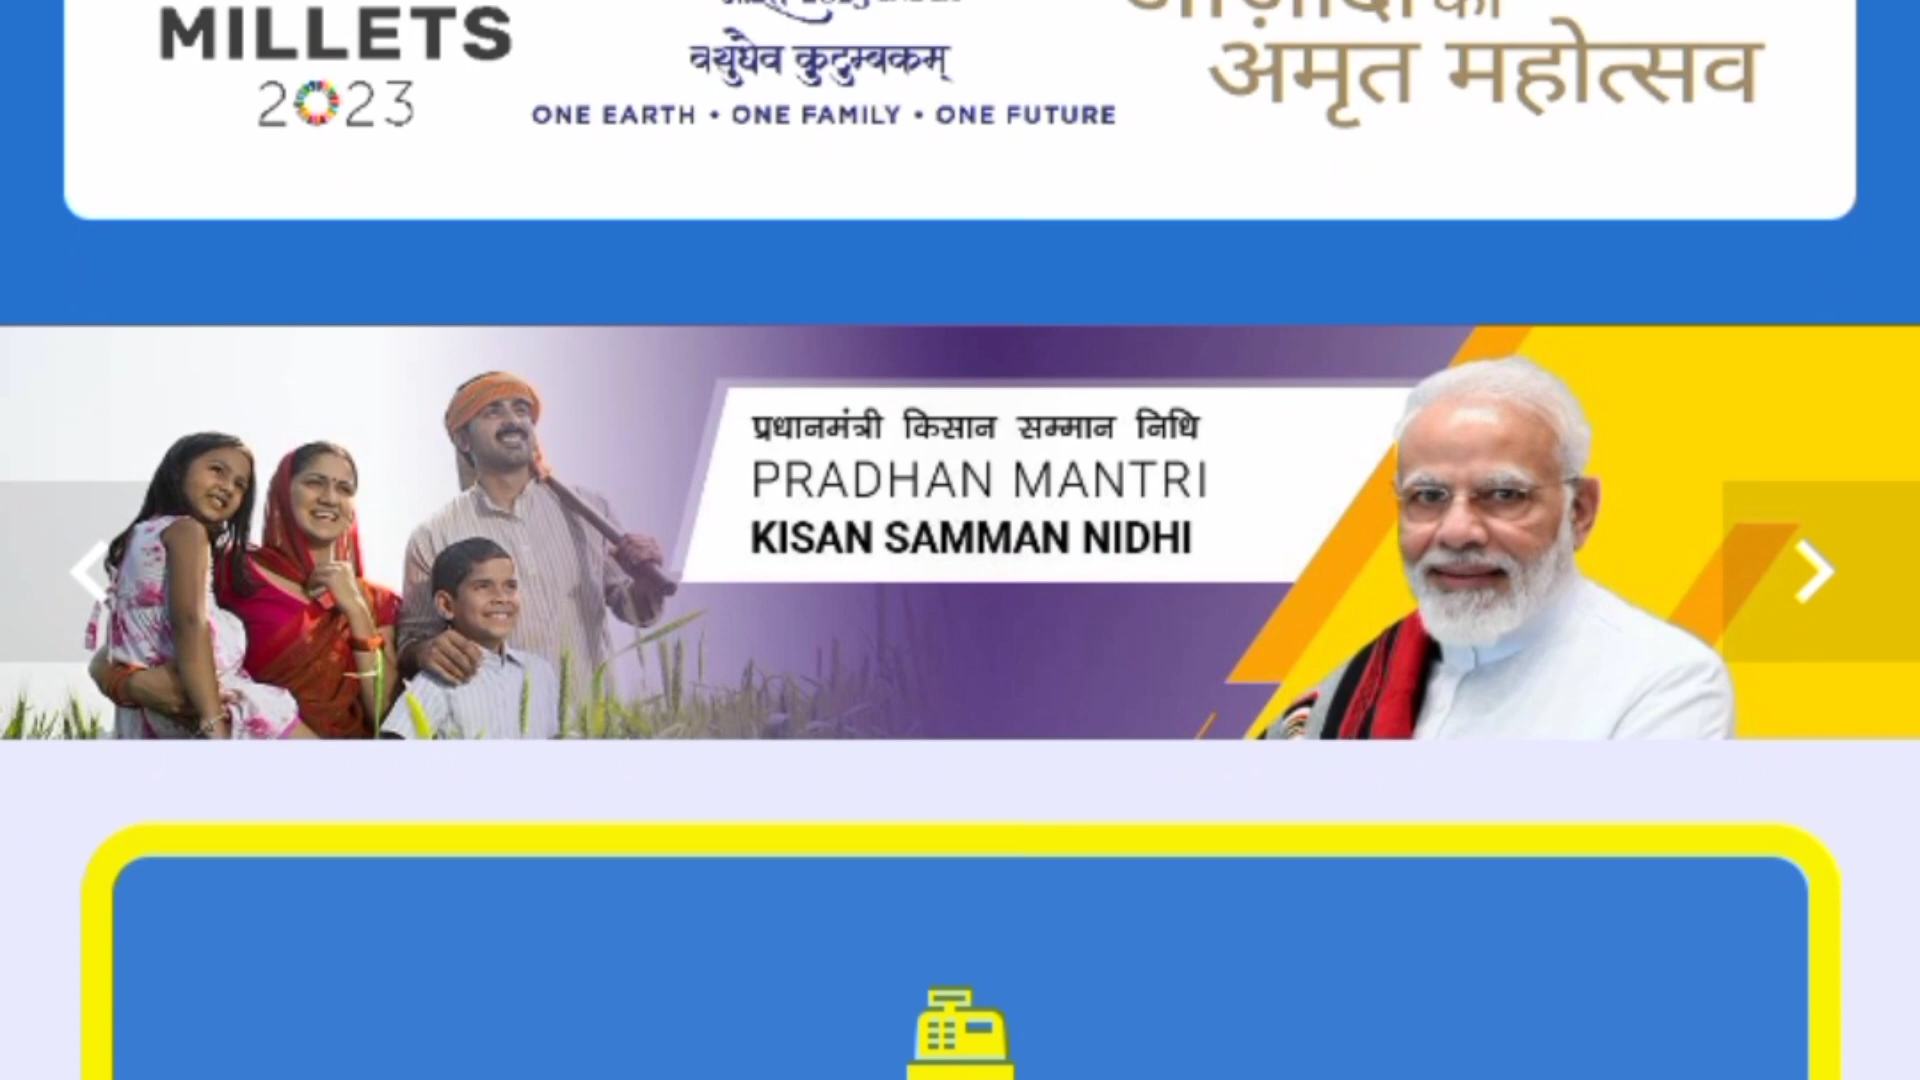 MILLETS
2023
वसुधैव कुटुम्बकम्
ONE EARTH • ONE FAMILY • ONE FUTURE
अमृत महोत्सव
प्रधानमंत्री किसान सम्मान निधि
PRADHAN MANTRI
KISAN SAMMAN NIDHI